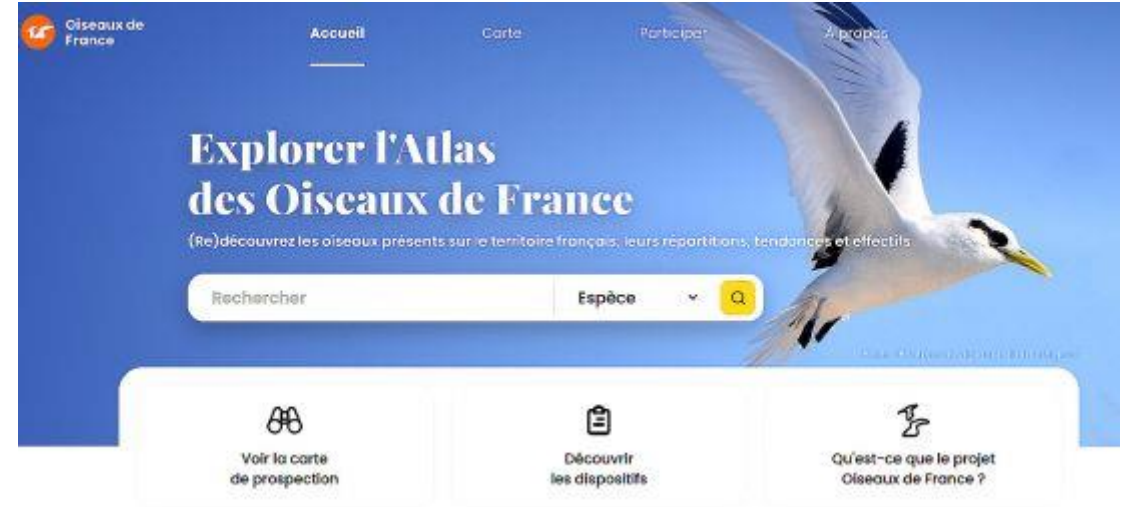 Oiseaux de
France
Accueil
Carte
Participer
A propos
Explorer l'Atlas
des Oiseaux de France
(Re)découvrez les oiseaux présents sur le territoire français, leurs répartitions, tendances et effectifs
Rechercher
Espèce
Voir la carte
de prospection
Découvrir
les dispositifs
Qu'est-ce que le projet
Oiseaux de France ?